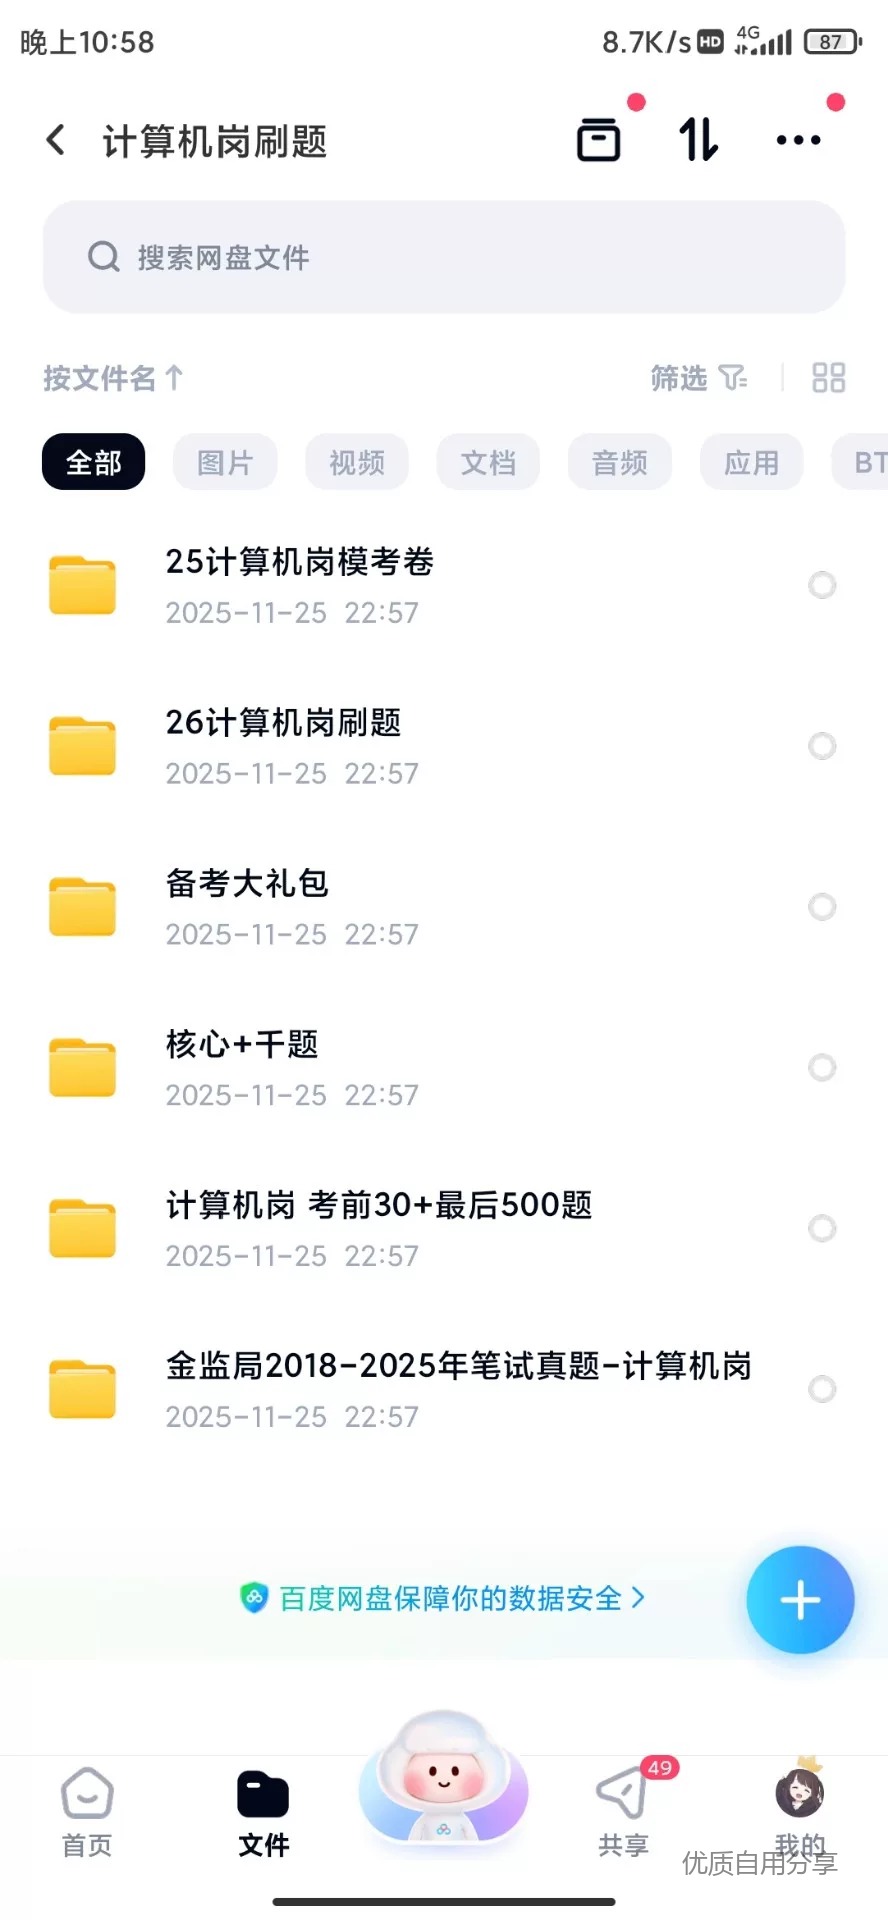 晚上10:58
8.7K/s HD 4G 87
计算机岗刷题
搜索网盘文件
按文件名↑
筛选
全部 图片 视频 文档 音频 应用 BT
25计算机岗模考卷
2025-11-25 22:57
26计算机岗刷题
2025-11-25 22:57
备考大礼包
2025-11-25 22:57
核心+千题
2025-11-25 22:57
计算机岗 考前30+最后500题
2025-11-25 22:57
金监局2018-2025年笔试真题-计算机岗
2025-11-25 22:57
百度网盘保障你的数据安全
49
首页 文件 共享 我的
优质自用分享